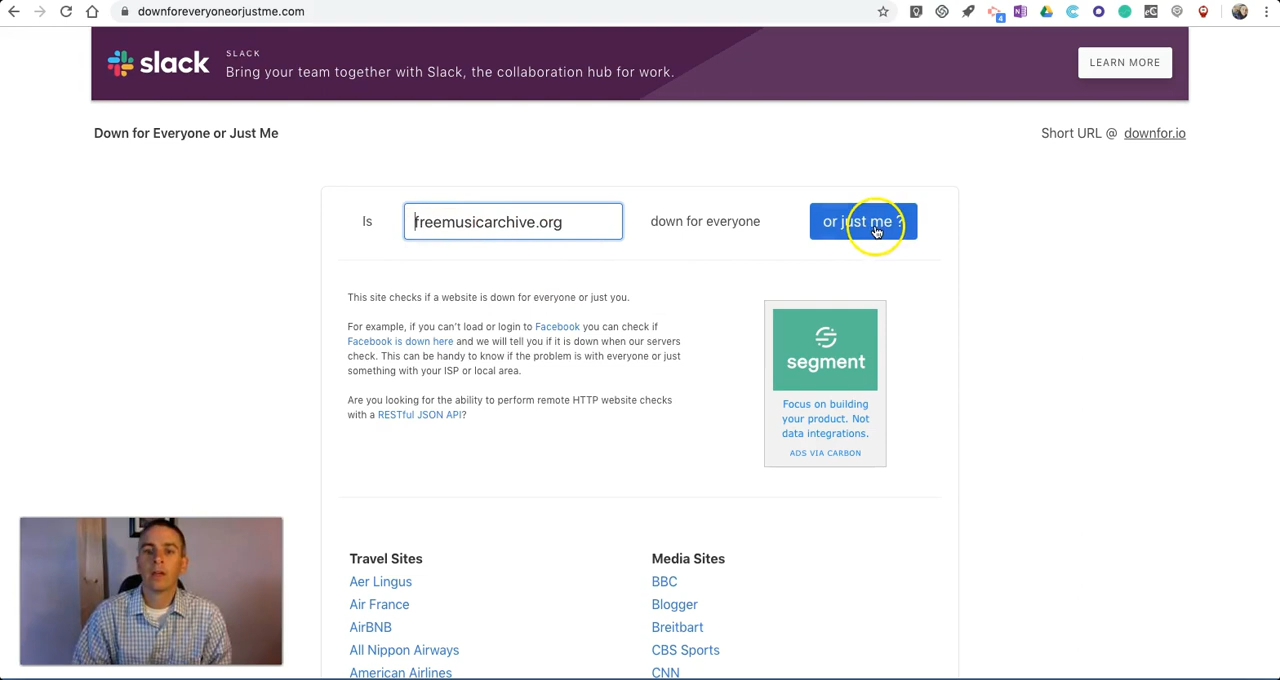 downforeveryoneorjustme.com
4
slack
SLACK
Bring your team together with Slack, the collaboration hub for work.
LEARN MORE
Down for Everyone or Just Me
Short URL @ downfor.io
Is freemusicarchive.org down for everyone or just me ?
This site checks if a website is down for everyone or just you.
For example, if you can't load or login to Facebook you can check if
Facebook is down here and we will tell you if it is down when our servers
check. This can be handy to know if the problem is with everyone or just
something with your ISP or local area.
Are you looking for the ability to perform remote HTTP website checks
with a RESTful JSON API?
segment
Focus on building
your product. Not
data integrations.
ADS VIA CARBON
Travel Sites
Aer Lingus
Air France
AirBNB
All Nippon Airways
American Airlines
Media Sites
BBC
Blogger
Breitbart
CBS Sports
CNN